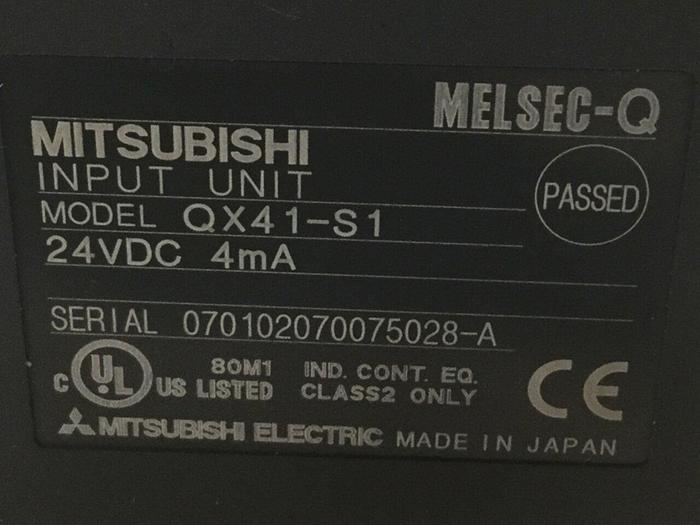 MELSEC-Q
MITSUBISHI
INPUT UNIT
MODEL QX41-S1
PASSED
24VDC 4mA
SERIAL 070102070075028-A
C UL US LISTED 80M1 IND. CONT. EQ.
CLASS2 ONLY
CE
MITSUBISHI ELECTRIC MADE IN JAPAN